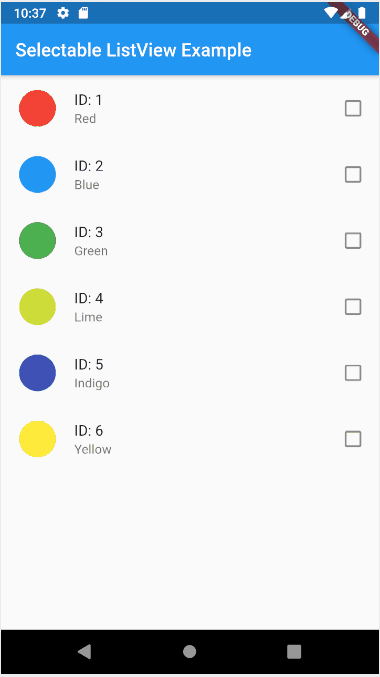 10:37
DEBUG
Selectable ListView Example
ID: 1
Red
ID: 2
Blue
ID: 3
Green
ID: 4
Lime
ID: 5
Indigo
ID: 6
Yellow